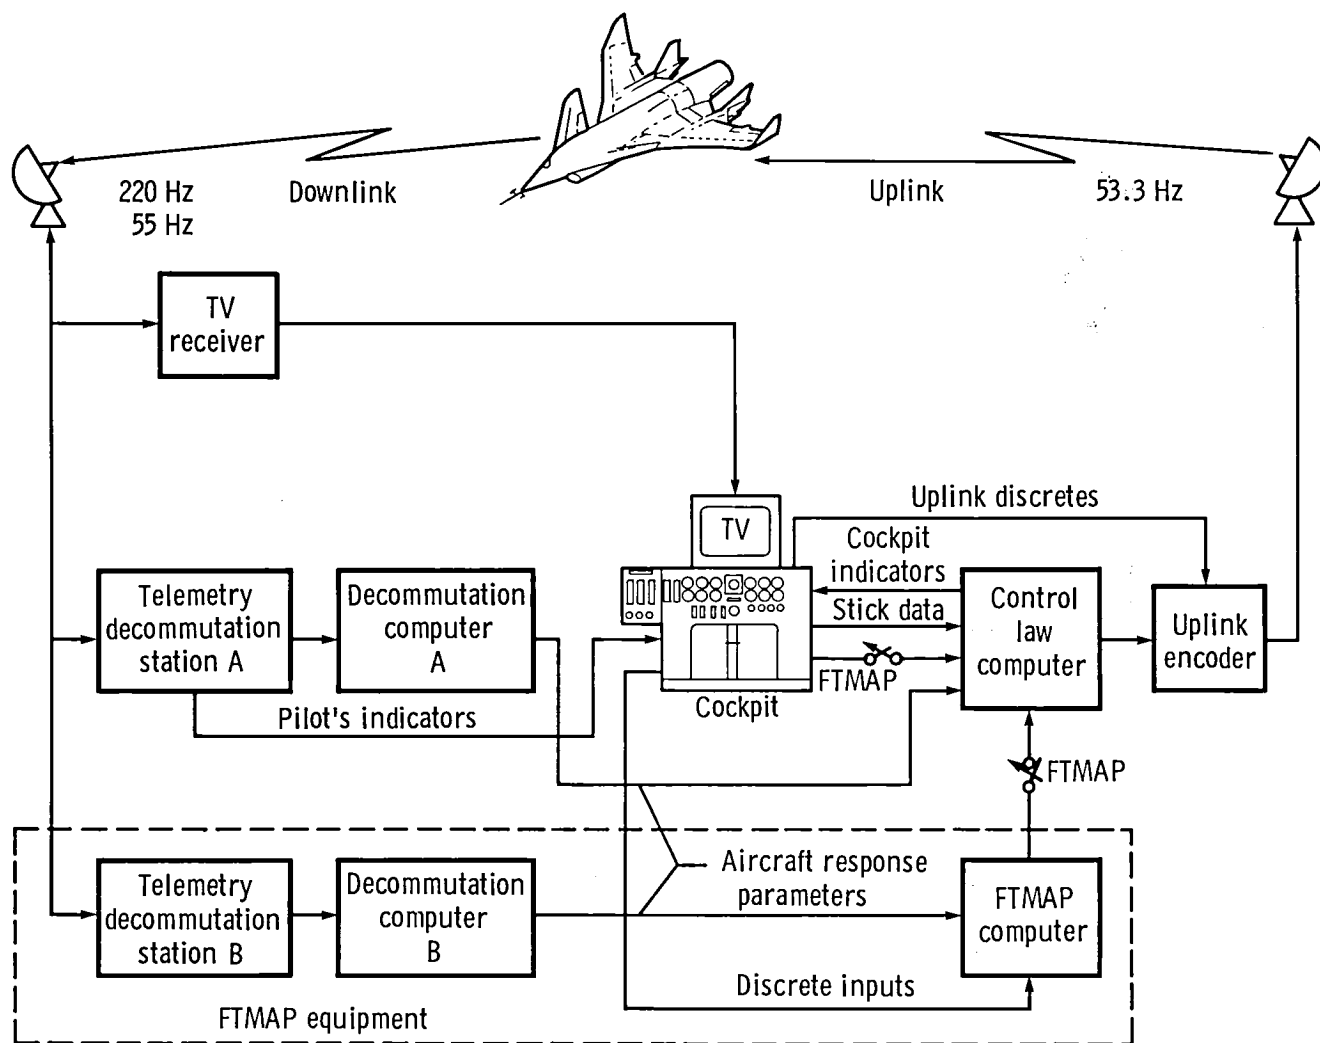 220 Hz
55 Hz
Downlink
Uplink
53.3 Hz
TV
receiver
TV
Uplink discretes
Cockpit
indicators
Stick data
FTMAP
Telemetry
decommutation
station A
Decommutation
computer
A
Pilot's indicators
Cockpit
Control
law
computer
Uplink
encoder
FTMAP
Telemetry
decommutation
station B
Decommutation
computer
B
Aircraft response
parameters
FTMAP
computer
Discrete inputs
FTMAP equipment